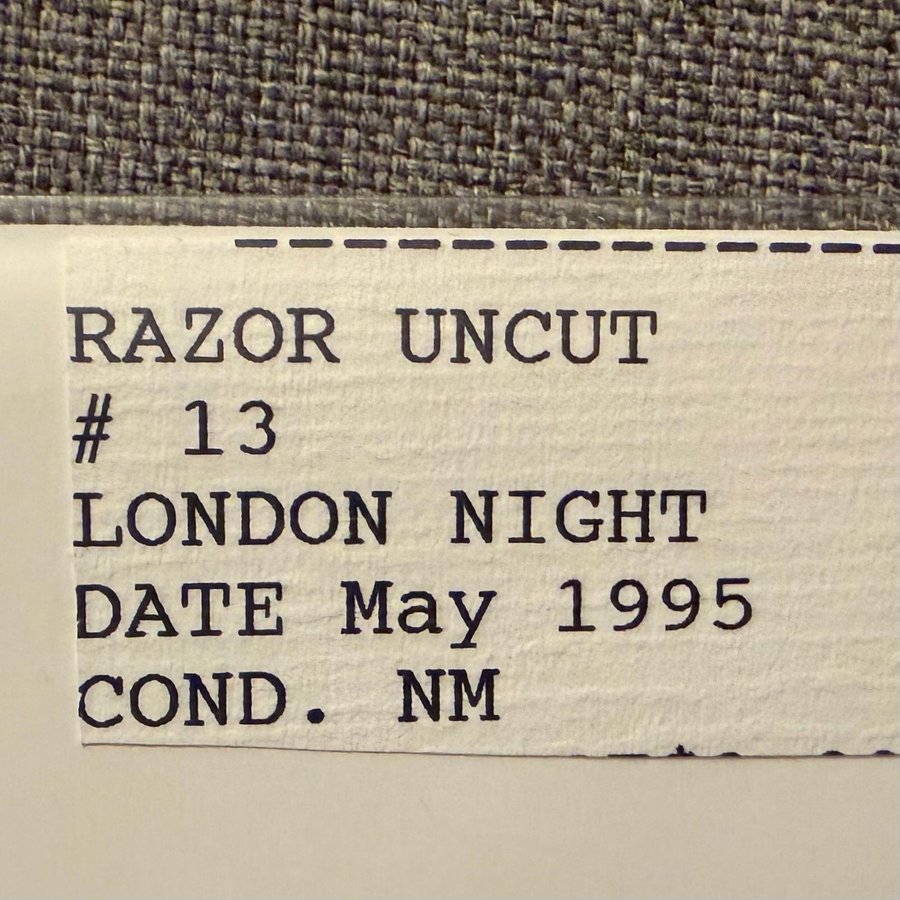 RAZOR UNCUT
# 13
LONDON NIGHT
DATE May 1995
COND. NM